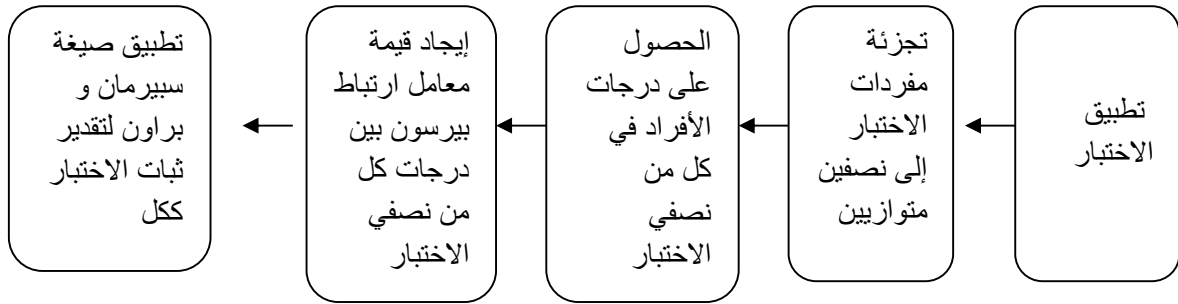 تطبيق
الاختبار
تجزئة
مفردات
الاختبار
إلى نصفين
متوازيين
الحصول
على درجات
الأفراد في
كل من
نصفي
الاختبار
إيجاد قيمة
معامل ارتباط
بيرسون بين
درجات كل
من نصفي
الاختبار
تطبيق صيغة
سبيرمان و
براون لتقدير
ثبات الاختبار
ككل